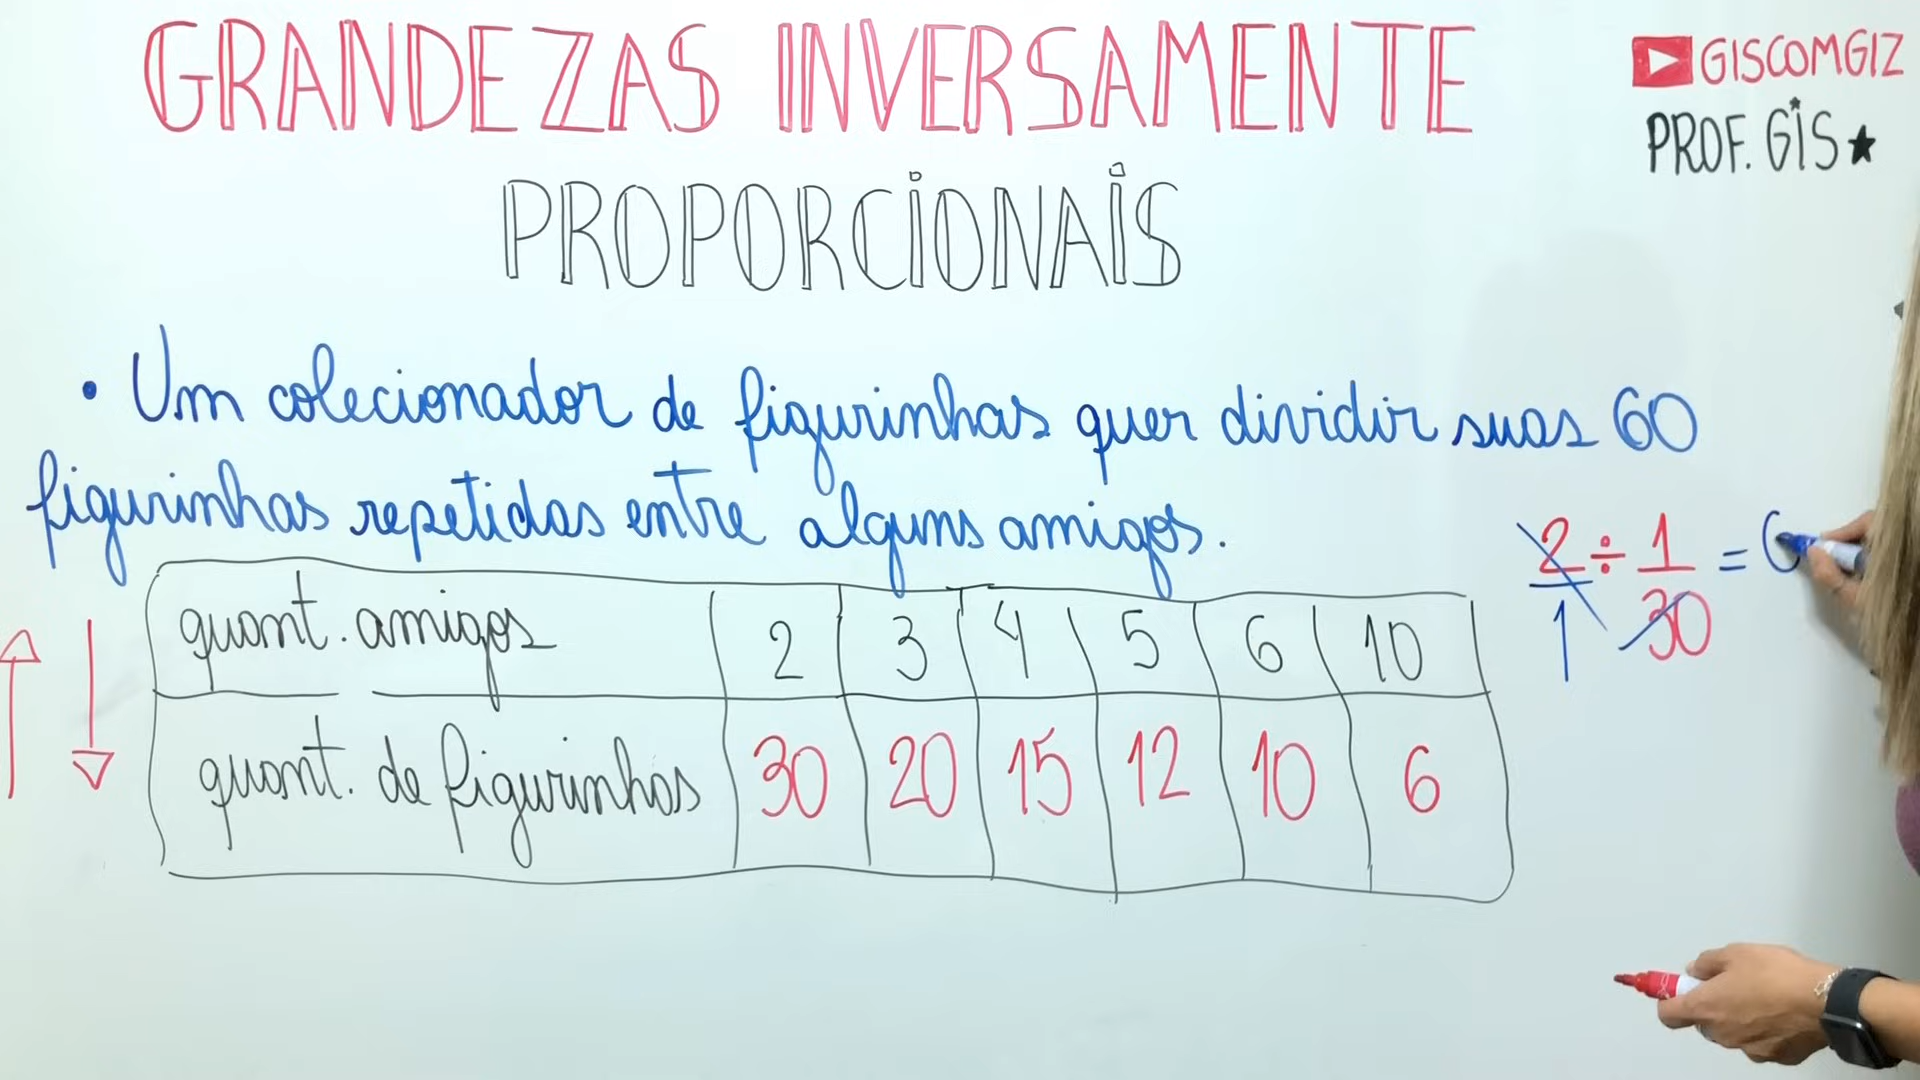 GRANDEZAS INVERSAMENTE
PROPORCIONAIS
GISCOMGIZ
PROF. GIS
• Um colecionador de figurinhas quer dividir suas 60
figurinhas repetidas entre alguns amigos.
quant. amigos 2 3 4 5 6 10
quant. de figurinhas 30 20 15 12 10 6
2/1 ÷ 1/30 = 6